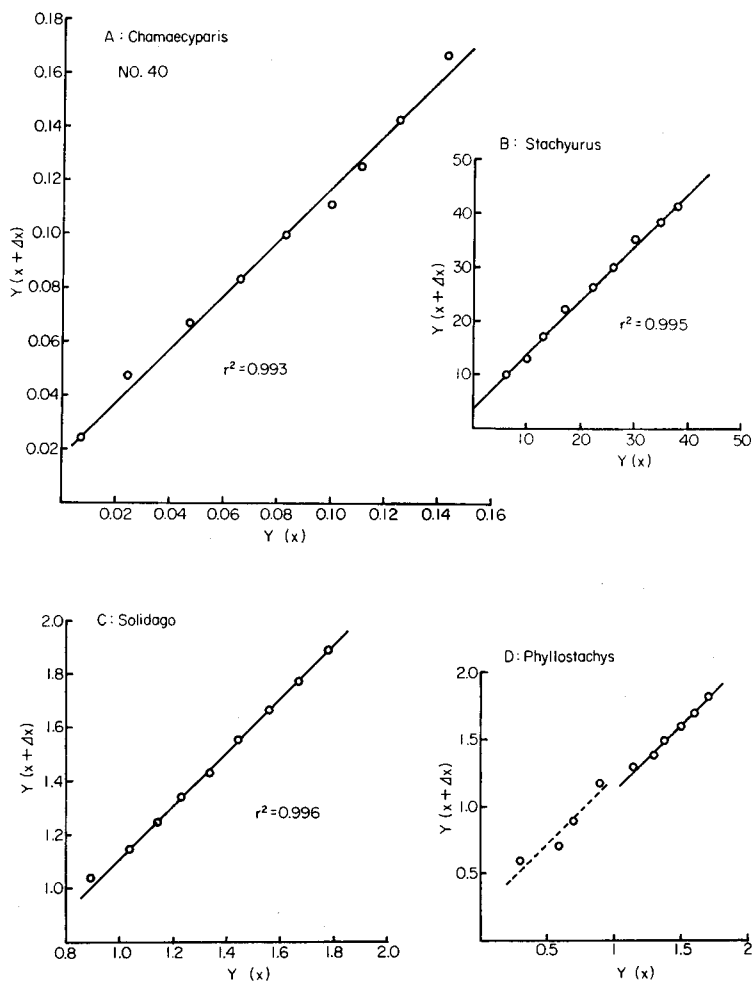 A : Chamaecyparis
NO. 40
0.18
0.16
0.14
0.12
0.10
0.08
0.06
0.04
0.02
Y (x + Δx)
r²=0.993
0.02 0.04 0.06 0.08 0.10 0.12 0.14 0.16
Y (x)
B : Stachyurus
50
40
30
20
10
Y (x + Δx)
r²=0.995
10 20 30 40 50
Y (x)
C : Solidago
2.0
1.8
1.6
1.4
1.2
1.0
0.8
Y (x + Δx)
r²=0.996
0.8 1.0 1.2 1.4 1.6 1.8 2.0
Y (x)
D: Phyllostachys
2.0
1.5
1.0
0.5
Y (x + Δx)
0.5 1.0 1.5 2
Y (x)